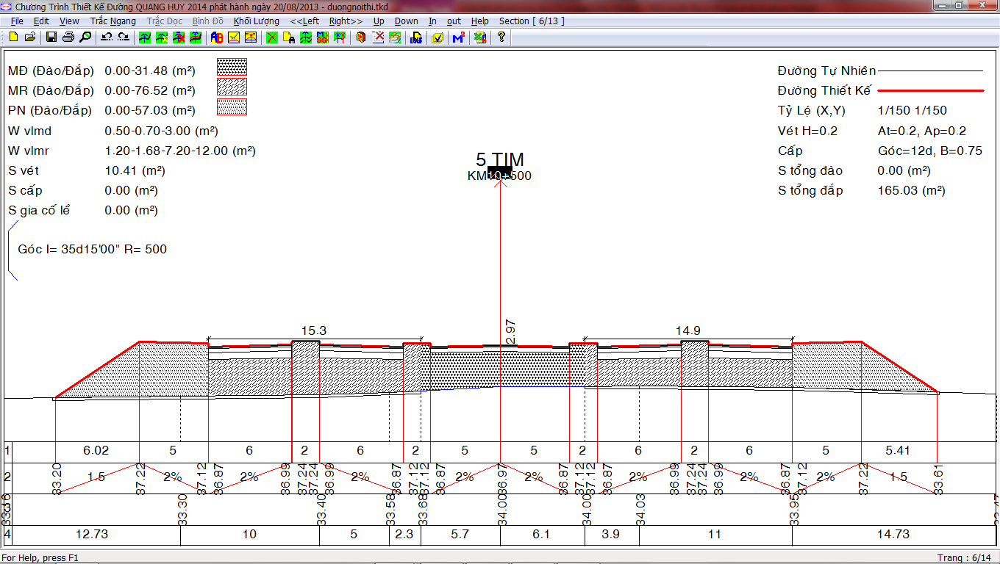 Chương Trình Thiết Kế Đường QUANG HUY 2014 phát hành ngày 20/08/2013 - duongnoithi.tkd
File Edit View Trắc Ngang Trắc Dọc Bình Đồ Khối Lượng <<Left Right>> Up Down In out Help Section [ 6/13 ]
MĐ (Đào/Đắp) 0.00-31.48 (m²)
MR (Đào/Đắp) 0.00-76.52 (m²)
PN (Đào/Đắp) 0.00-57.03 (m²)
W vlmd 0.50-0.70-3.00 (m²)
W vlmr 1.20-1.68-7.20-12.00 (m²)
S vét 10.41 (m²)
S cấp 0.00 (m²)
S gia cố lề 0.00 (m²)
Góc I= 35d15'00" R= 500
Đường Tự Nhiên
Đường Thiết Kế
Tỷ Lệ (X,Y) 1/150 1/150
Vét H=0.2 At=0.2, Ap=0.2
Cấp Góc=12d, B=0.75
S tổng đào 0.00 (m²)
S tổng đắp 165.03 (m²)
5 TIM
KM10+500
15.3 2.97 14.9
1 6.02 5 6 2 6 2 5 5 2 6 2 6 5 5.41
2 1.5 2% 2% 2% 2% 2% 2% 2% 2% 1.5
33.20 37.22 37.12 36.87 36.99 37.24 37.24 36.99 36.87 37.12 37.12 36.87 36.97 36.87 37.12 37.12 36.87 36.99 37.24 37.24 36.99 36.87 37.12 37.22 33.61
33.30 33.40 33.58 33.68 34.00 34.00 34.03 33.95
4 12.73 10 5 2.3 5.7 6.1 3.9 11 14.73
For Help, press F1
Trang : 6/14